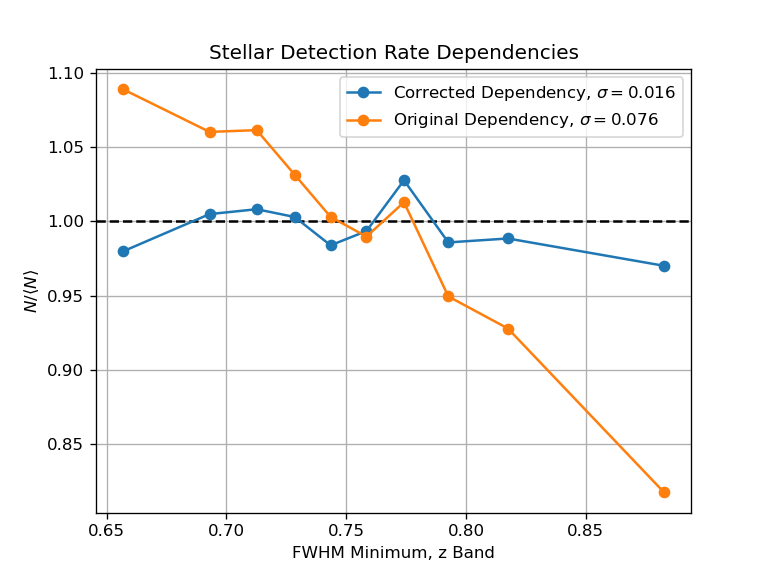 Stellar Detection Rate Dependencies
Corrected Dependency, σ = 0.016
Original Dependency, σ = 0.076
1.10
1.05
1.00
0.95
0.90
0.85
N/⟨N⟩
0.65 0.70 0.75 0.80 0.85
FWHM Minimum, z Band